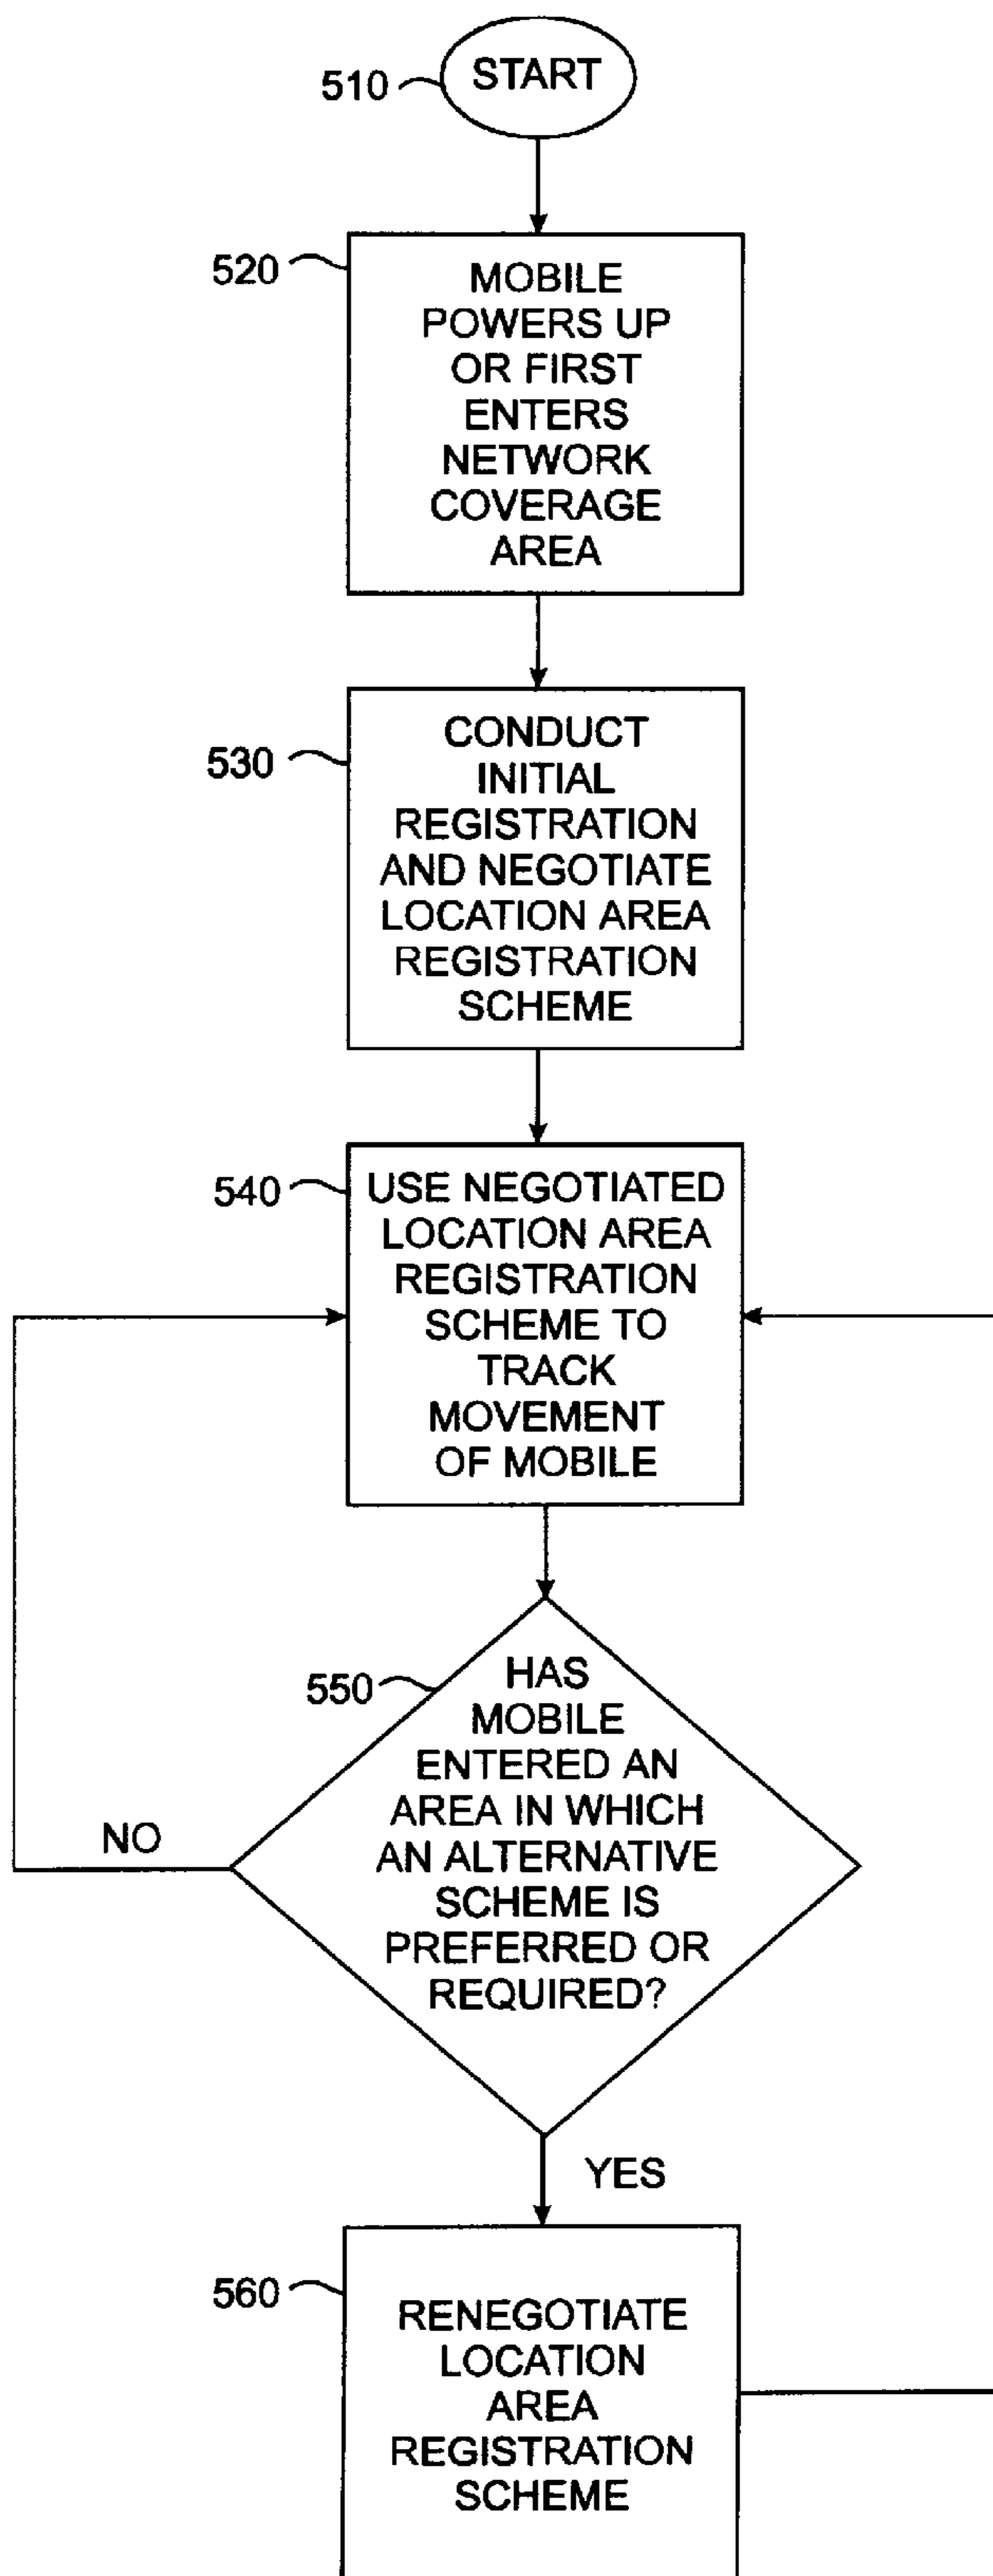 510
START
520
MOBILE
POWERS UP
OR FIRST
ENTERS
NETWORK
COVERAGE
AREA
530
CONDUCT
INITIAL
REGISTRATION
AND NEGOTIATE
LOCATION AREA
REGISTRATION
SCHEME
540
USE NEGOTIATED
LOCATION AREA
REGISTRATION
SCHEME TO
TRACK
MOVEMENT
OF MOBILE
550
HAS
MOBILE
ENTERED AN
AREA IN WHICH
AN ALTERNATIVE
SCHEME IS
PREFERRED OR
REQUIRED?
NO
YES
560
RENEGOTIATE
LOCATION
AREA
REGISTRATION
SCHEME